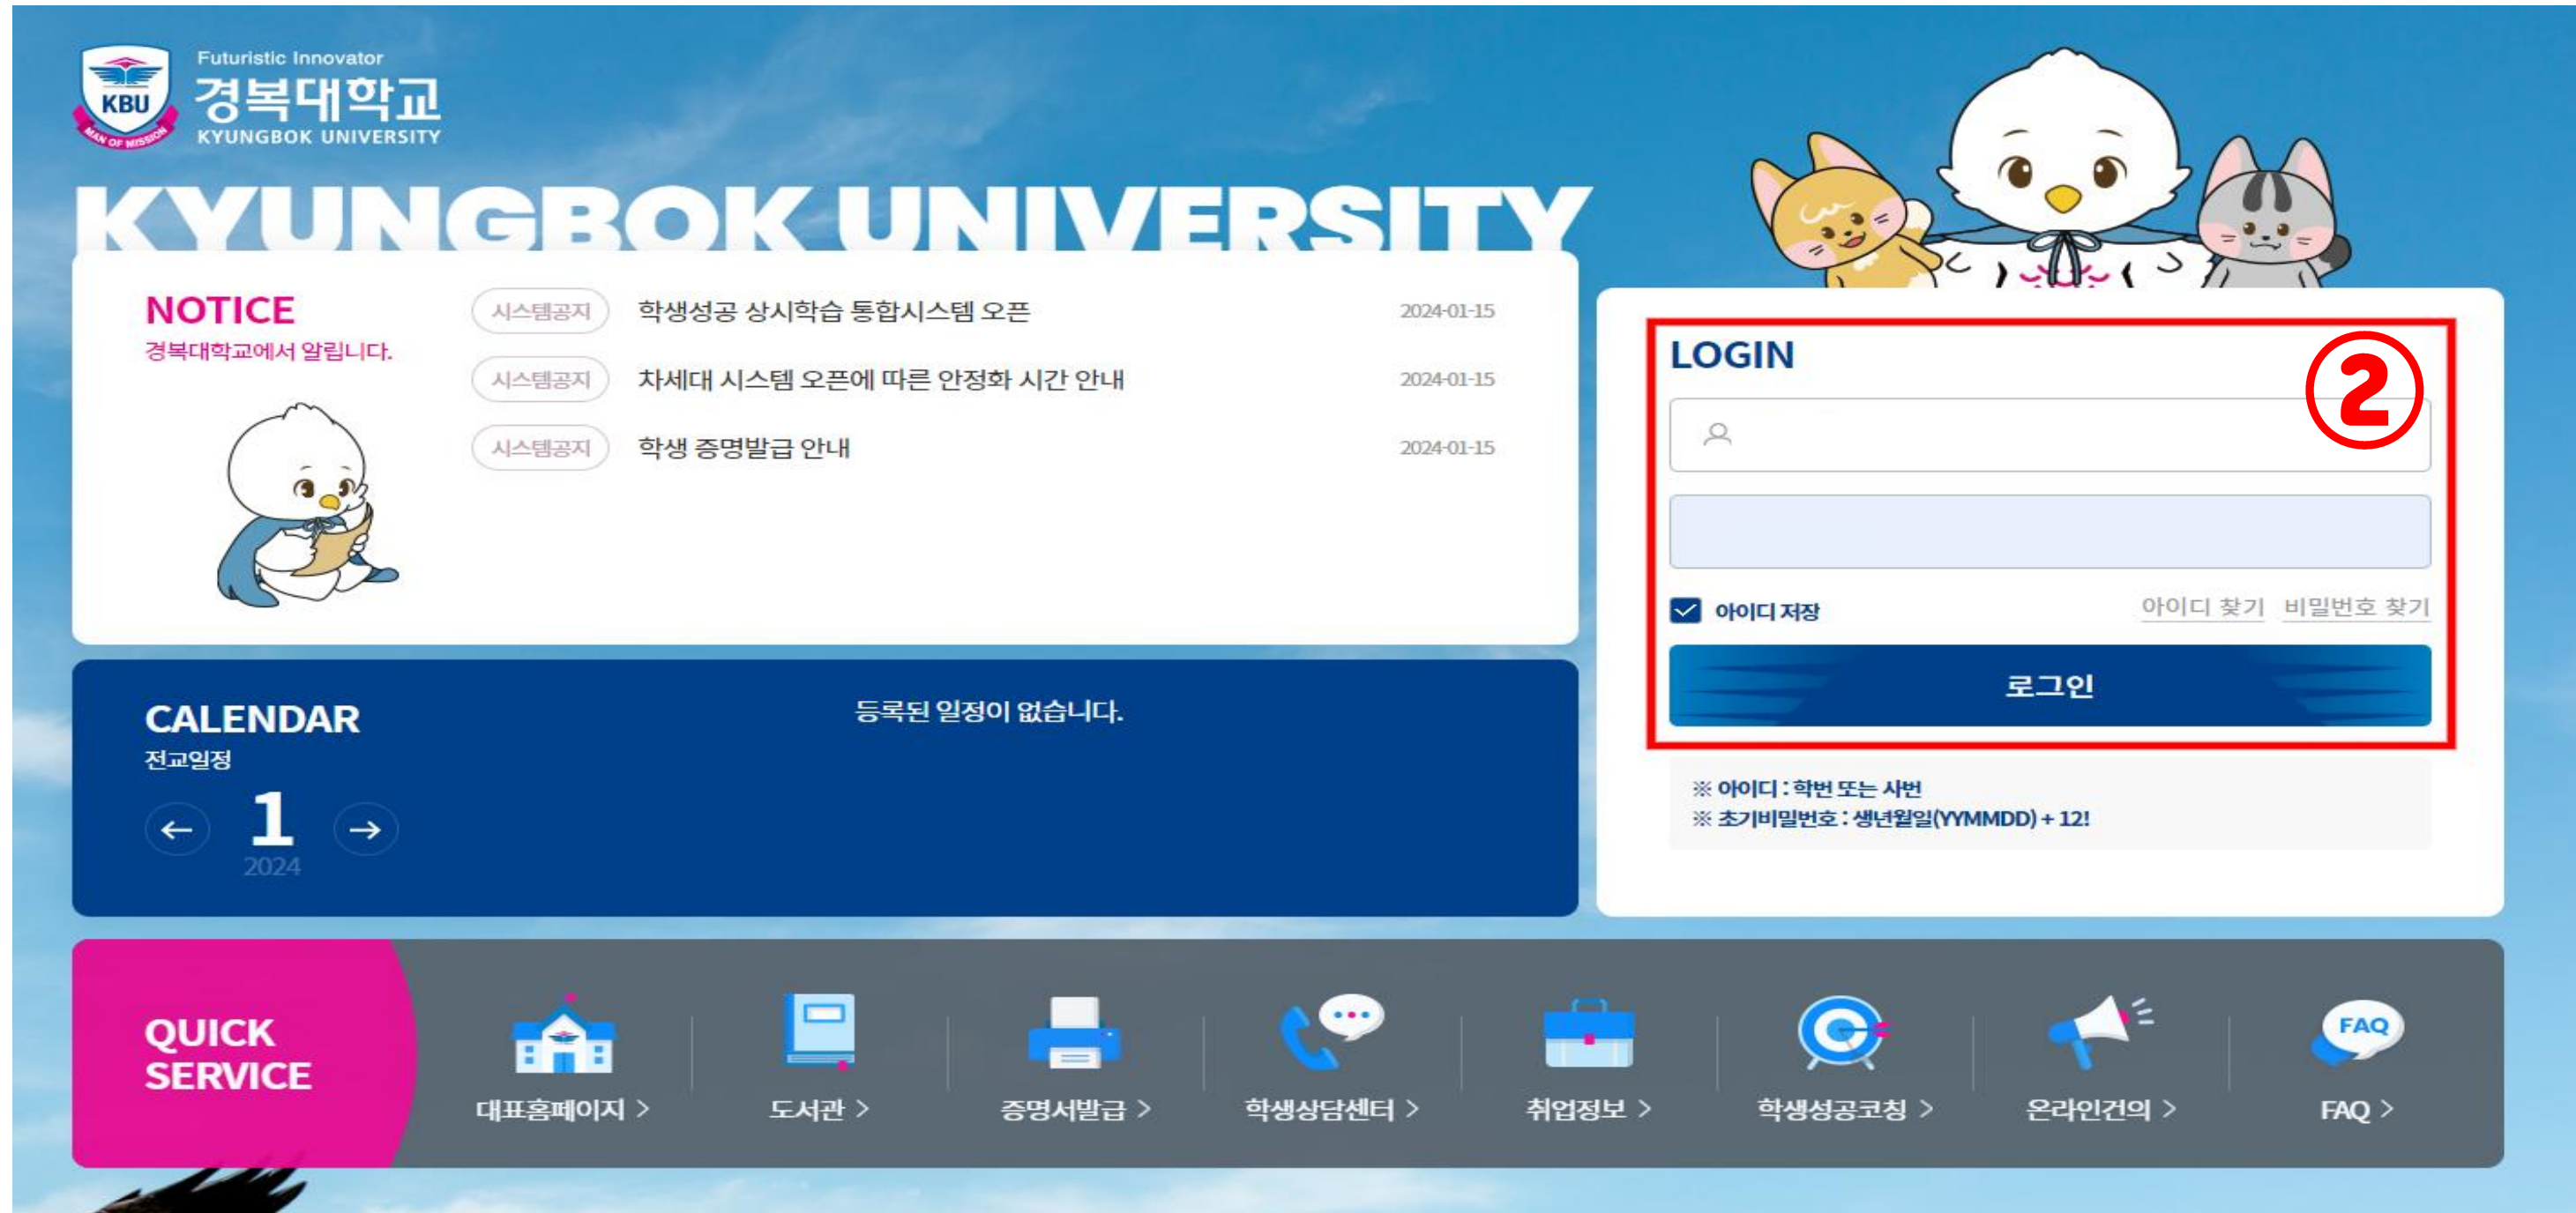 Futuristic Innovator
경복대학교
KYUNGBOK UNIVERSITY
KBU
MAN OF MISSION
KYUNGBOK UNIVERSITY
NOTICE
경복대학교에서 알립니다.
시스템공지 학생성공 상시학습 통합시스템 오픈 2024-01-15
시스템공지 차세대 시스템 오픈에 따른 안정화 시간 안내 2024-01-15
시스템공지 학생 증명발급 안내 2024-01-15
LOGIN
②
아이디 저장 아이디 찾기 비밀번호 찾기
로그인
※ 아이디 : 학번 또는 사번
※ 초기비밀번호 : 생년월일(YYMMDD) + 12!
CALENDAR
전교일정
등록된 일정이 없습니다.
← 1 →
2024
QUICK
SERVICE
대표홈페이지 > 도서관 > 증명서발급 > 학생상담센터 > 취업정보 > 학생성공코칭 > 온라인건의 > FAQ >
FAQ